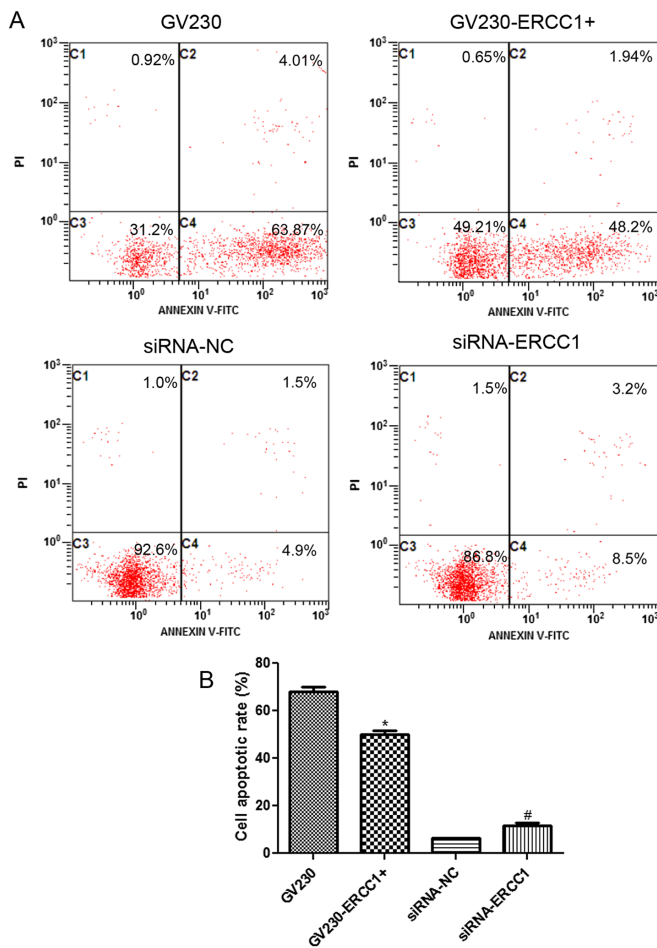 A
GV230
GV230-ERCC1+
C1 0.92% C2 4.01%
C3 31.2% C4 63.87%
PI
10³
10²
10¹
10⁰
10⁰ 10¹ 10² 10³
ANNEXIN V-FITC
C1 0.65% C2 1.94%
C3 49.21% C4 48.2%
PI
10³
10²
10¹
10⁰
10⁰ 10¹ 10² 10³
ANNEXIN V-FITC
siRNA-NC
siRNA-ERCC1
C1 1.0% C2 1.5%
C3 92.6% C4 4.9%
PI
10³
10²
10¹
10⁰
10⁰ 10¹ 10² 10³
ANNEXIN V-FITC
C1 1.5% C2 3.2%
C3 86.8% C4 8.5%
PI
10³
10²
10¹
10⁰
10⁰ 10¹ 10² 10³
ANNEXIN V-FITC
B
Cell apoptotic rate (%)
80
60
40
20
0
*
#
GV230
GV230-ERCC1+
siRNA-NC
siRNA-ERCC1